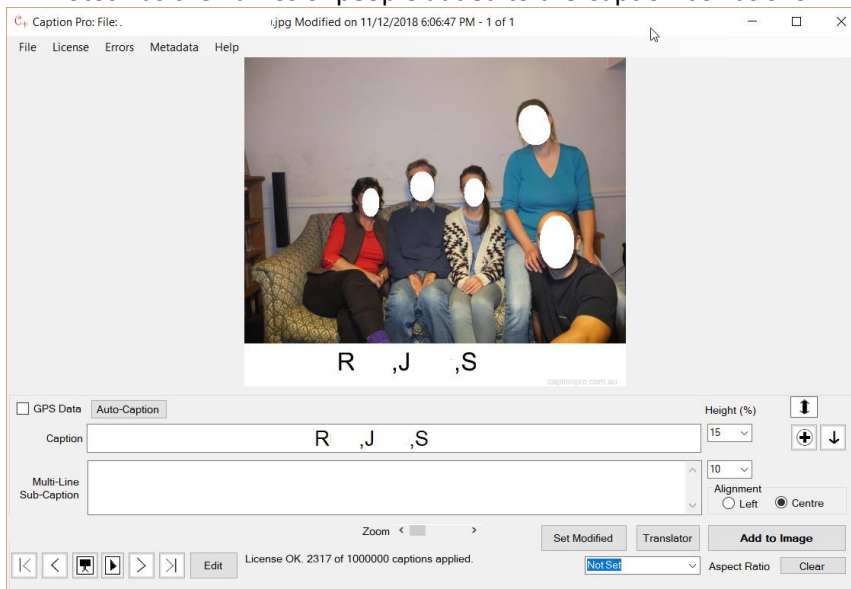 Caption Pro: File: . .jpg Modified on 11/12/2018 6:06:47 PM - 1 of 1
File License Errors Metadata Help
R ,J ,S
captionpro.com.au
GPS Data Auto-Caption Height (%)
Caption R ,J ,S 15
Multi-Line
Sub-Caption 10
Alignment
Left Centre
Zoom < >
Set Modified Translator Add to Image
Edit License OK. 2317 of 1000000 captions applied. Not Set Aspect Ratio Clear